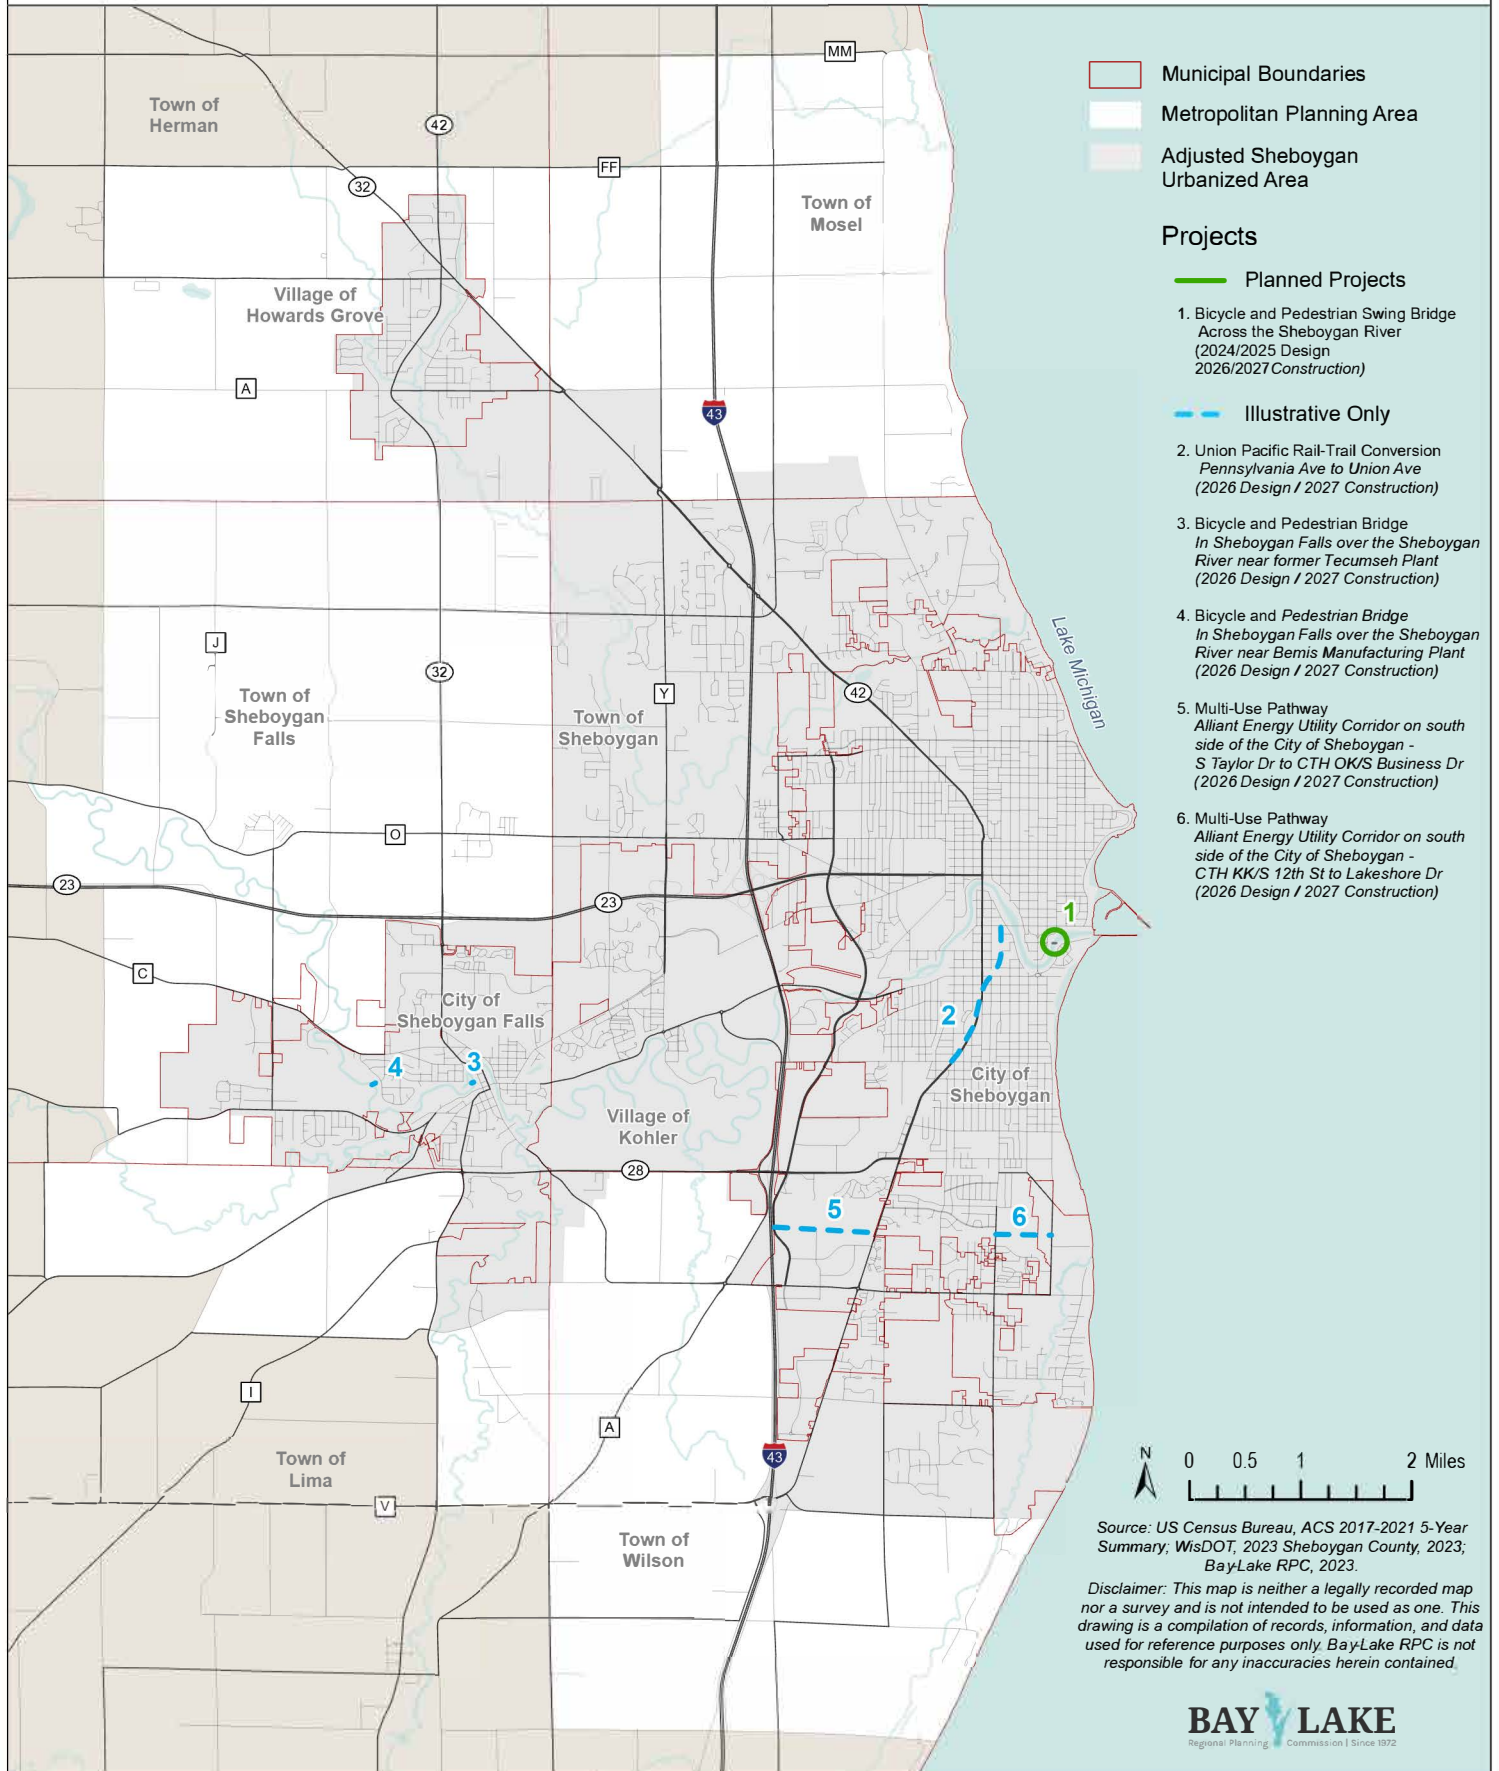 MM
Town of
Herman
42
FF
32
Town of
Mosel
Village of
Howards Grove
A
43
J
32
Y
42
Town of
Sheboygan
Falls
Town of
Sheboygan
Lake Michigan
O
23
23
C
City of
Sheboygan Falls
1
2
4
3
City of
Sheboygan
Village of
Kohler
28
5
6
I
A
43
Town of
Lima
V
Town of
Wilson
Municipal Boundaries
Metropolitan Planning Area
Adjusted Sheboygan
Urbanized Area
Projects
Planned Projects
1. Bicycle and Pedestrian Swing Bridge
Across the Sheboygan River
(2024/2025 Design
2026/2027 Construction)
Illustrative Only
2. Union Pacific Rail-Trail Conversion
Pennsylvania Ave to Union Ave
(2026 Design / 2027 Construction)
3. Bicycle and Pedestrian Bridge
In Sheboygan Falls over the Sheboygan
River near former Tecumseh Plant
(2026 Design / 2027 Construction)
4. Bicycle and Pedestrian Bridge
In Sheboygan Falls over the Sheboygan
River near Bemis Manufacturing Plant
(2026 Design / 2027 Construction)
5. Multi-Use Pathway
Alliant Energy Utility Corridor on south
side of the City of Sheboygan -
S Taylor Dr to CTH OK/S Business Dr
(2026 Design / 2027 Construction)
6. Multi-Use Pathway
Alliant Energy Utility Corridor on south
side of the City of Sheboygan -
CTH KK/S 12th St to Lakeshore Dr
(2026 Design / 2027 Construction)
N
0 0.5 1 2 Miles
Source: US Census Bureau, ACS 2017-2021 5-Year
Summary; WisDOT, 2023 Sheboygan County, 2023;
Bay-Lake RPC, 2023.
Disclaimer: This map is neither a legally recorded map
nor a survey and is not intended to be used as one. This
drawing is a compilation of records, information, and data
used for reference purposes only. Bay-Lake RPC is not
responsible for any inaccuracies herein contained.
BAY LAKE
Regional Planning Commission | Since 1972